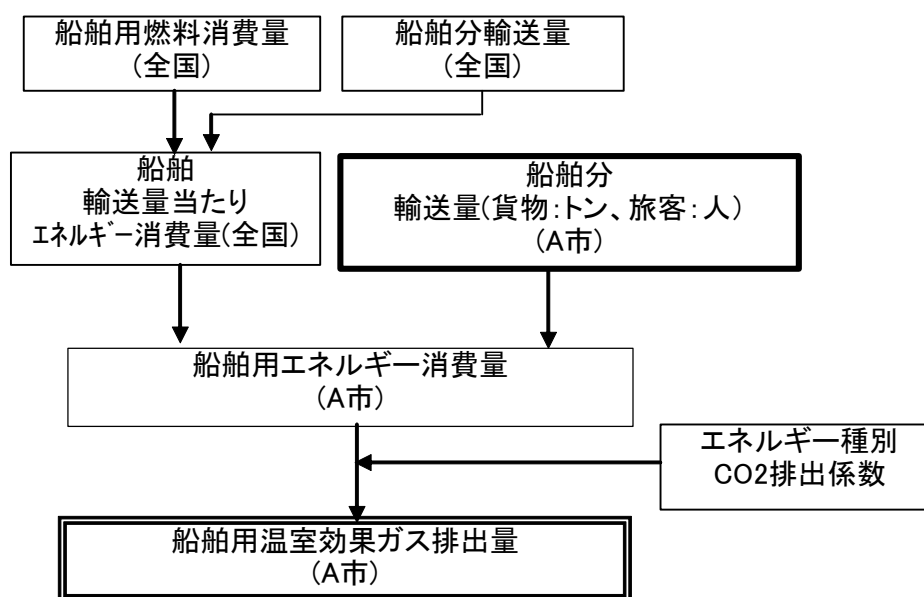 船舶用燃料消費量
(全国)
船舶分輸送量
(全国)
船舶
輸送量当たり
エネルギー消費量(全国)
船舶分
輸送量(貨物：トン、旅客：人)
(A市)
船舶用エネルギー消費量
(A市)
エネルギー種別
CO2排出係数
船舶用温室効果ガス排出量
(A市)